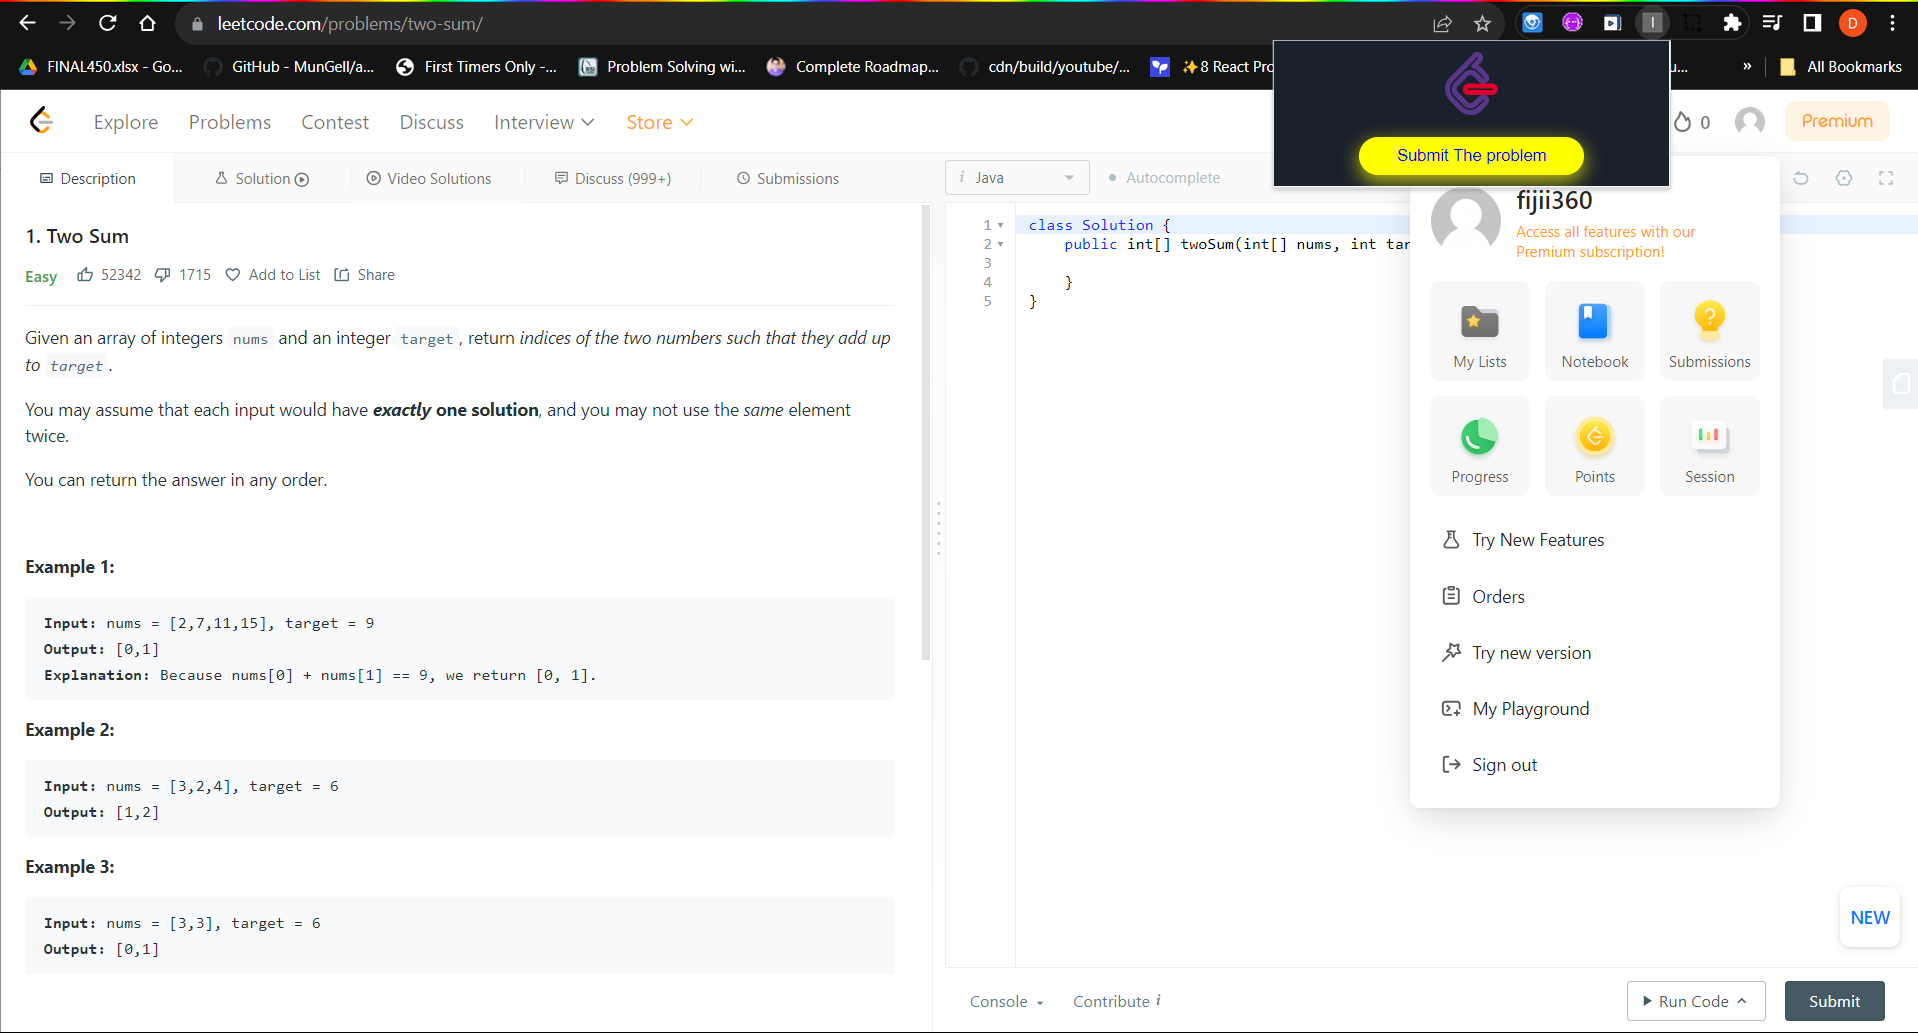 leetcode.com/problems/two-sum/
D
FINAL450.xlsx - Go...
GitHub - MunGell/a...
First Timers Only -...
Problem Solving wi...
Complete Roadmap...
cdn/build/youtube/...
✨8 React Pro
u...
»
All Bookmarks
Submit The problem
Explore
Problems
Contest
Discuss
Interview
Store
0
Premium
Description
Solution
Video Solutions
Discuss (999+)
Submissions
i Java
Autocomplete
1. Two Sum
Easy 52342 1715 Add to List Share
Given an array of integers nums and an integer target, return indices of the two numbers such that they add up
to target.
You may assume that each input would have exactly one solution, and you may not use the same element
twice.
You can return the answer in any order.
Example 1:
Input: nums = [2,7,11,15], target = 9
Output: [0,1]
Explanation: Because nums[0] + nums[1] == 9, we return [0, 1].
Example 2:
Input: nums = [3,2,4], target = 6
Output: [1,2]
Example 3:
Input: nums = [3,3], target = 6
Output: [0,1]
1 class Solution {
2 public int[] twoSum(int[] nums, int tar
3
4 }
5 }
fijii360
Access all features with our
Premium subscription!
My Lists
Notebook
Submissions
Progress
Points
Session
Try New Features
Orders
Try new version
My Playground
Sign out
NEW
Console
Contribute i
Run Code
Submit